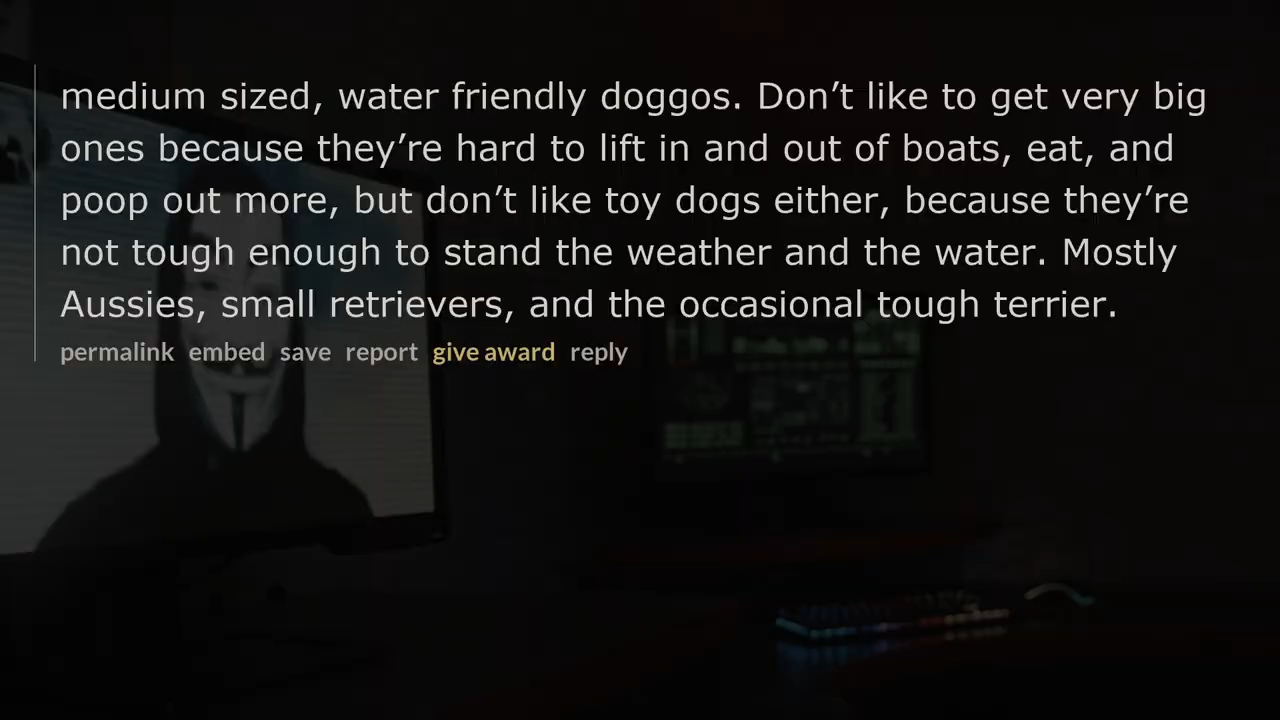 medium sized, water friendly doggos. Don’t like to get very big
ones because they’re hard to lift in and out of boats, eat, and
poop out more, but don’t like toy dogs either, because they’re
not tough enough to stand the weather and the water. Mostly
Aussies, small retrievers, and the occasional tough terrier.
permalink embed save report give award reply